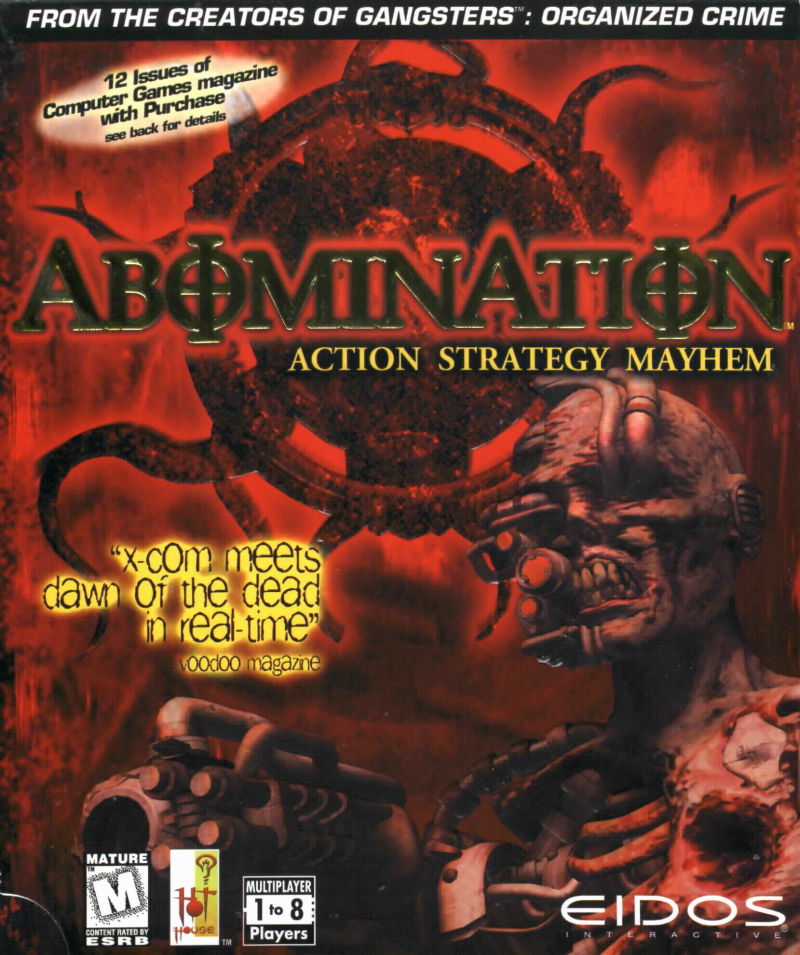 FROM THE CREATORS OF GANGSTERS™: ORGANIZED CRIME
12 Issues of
Computer Games magazine
with Purchase
see back for details
ABOMINATION™
ACTION STRATEGY MAYHEM
“x-com meets
dawn of the dead
in real-time”
voodoo magazine
MATURE
™
M
CONTENT RATED BY
ESRB
HOT
HOUSE
™
MULTIPLAYER
1 to 8
Players
EIDOS®
INTERACTIVE